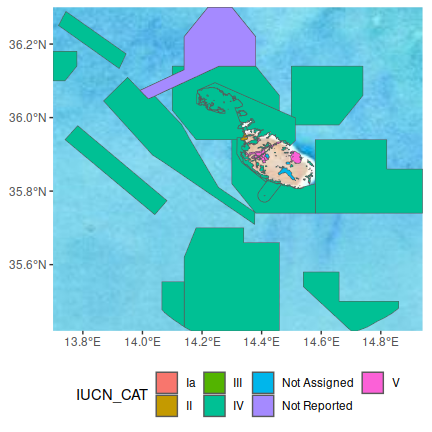 36.2°N
36.0°N
35.8°N
35.6°N
13.8°E 14.0°E 14.2°E 14.4°E 14.6°E 14.8°E
IUCN_CAT
Ia III Not Assigned V
II IV Not Reported